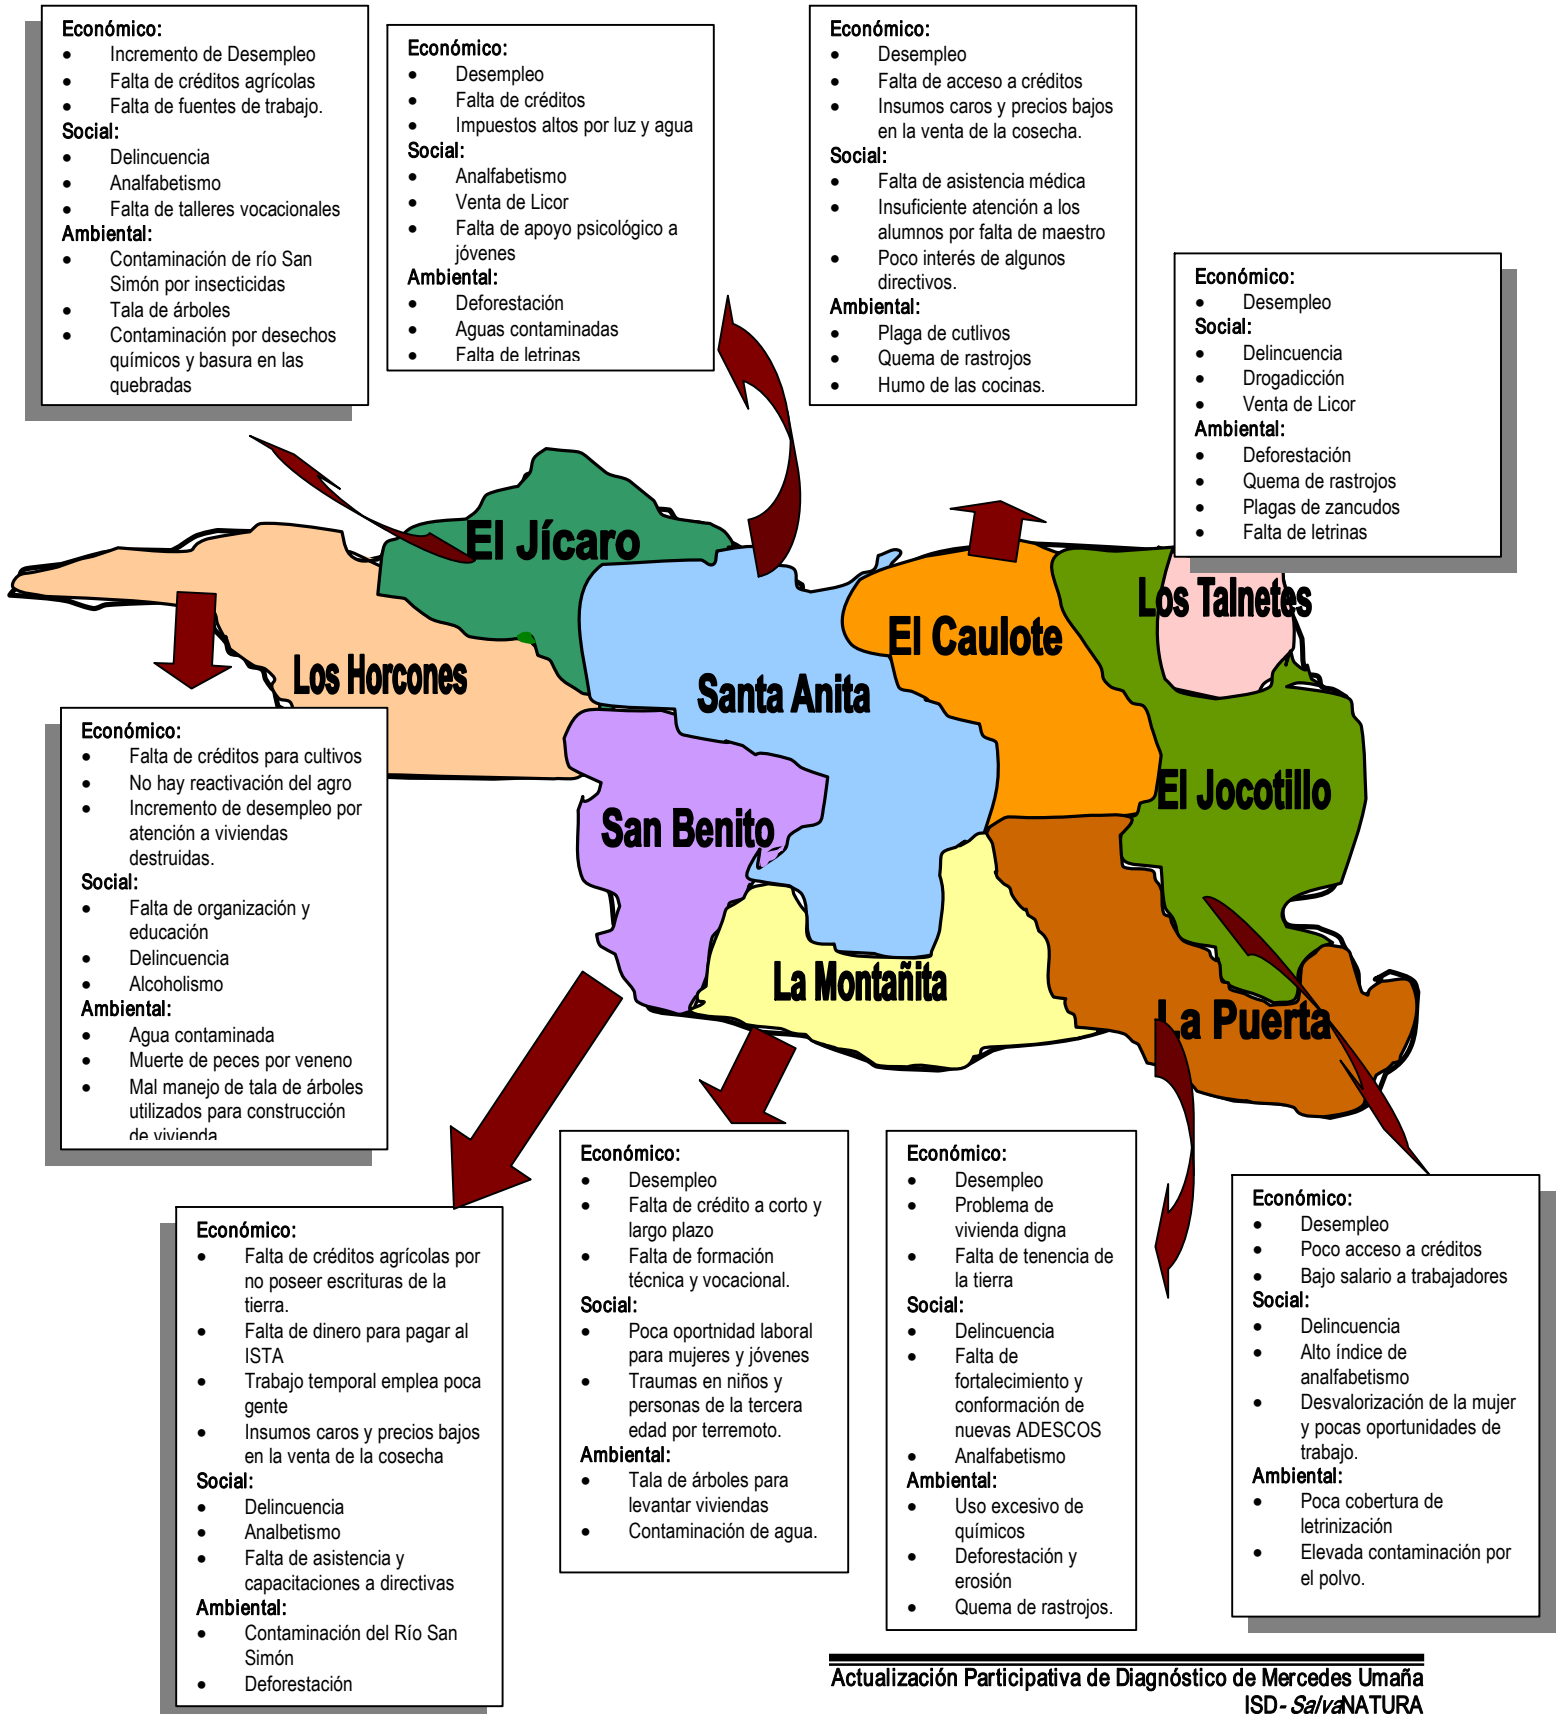 Económico:
• Incremento de Desempleo
• Falta de créditos agrícolas
• Falta de fuentes de trabajo.
Social:
• Delincuencia
• Analfabetismo
• Falta de talleres vocacionales
Ambiental:
• Contaminación de río San
Simón por insecticidas
• Tala de árboles
• Contaminación por desechos
químicos y basura en las
quebradas
Económico:
• Desempleo
• Falta de créditos
• Impuestos altos por luz y agua
Social:
• Analfabetismo
• Venta de Licor
• Falta de apoyo psicológico a
jóvenes
Ambiental:
• Deforestación
• Aguas contaminadas
• Falta de letrinas
Económico:
• Desempleo
• Falta de acceso a créditos
• Insumos caros y precios bajos
en la venta de la cosecha.
Social:
• Falta de asistencia médica
• Insuficiente atención a los
alumnos por falta de maestro
• Poco interés de algunos
directivos.
Ambiental:
• Plaga de cutlivos
• Quema de rastrojos
• Humo de las cocinas.
Económico:
• Desempleo
Social:
• Delincuencia
• Drogadicción
• Venta de Licor
Ambiental:
• Deforestación
• Quema de rastrojos
• Plagas de zancudos
• Falta de letrinas
El Jícaro
Los Talnetes
El Caulote
Los Horcones
Santa Anita
El Jocotillo
San Benito
La Montañita
La Puerta
Económico:
• Falta de créditos para cultivos
• No hay reactivación del agro
• Incremento de desempleo por
atención a viviendas
destruidas.
Social:
• Falta de organización y
educación
• Delincuencia
• Alcoholismo
Ambiental:
• Agua contaminada
• Muerte de peces por veneno
• Mal manejo de tala de árboles
utilizados para construcción
de vivienda
Económico:
• Falta de créditos agrícolas por
no poseer escrituras de la
tierra.
• Falta de dinero para pagar al
ISTA
• Trabajo temporal emplea poca
gente
• Insumos caros y precios bajos
en la venta de la cosecha
Social:
• Delincuencia
• Analbetismo
• Falta de asistencia y
capacitaciones a directivas
Ambiental:
• Contaminación del Río San
Simón
• Deforestación
Económico:
• Desempleo
• Falta de crédito a corto y
largo plazo
• Falta de formación
técnica y vocacional.
Social:
• Poca oportnidad laboral
para mujeres y jóvenes
• Traumas en niños y
personas de la tercera
edad por terremoto.
Ambiental:
• Tala de árboles para
levantar viviendas
• Contaminación de agua.
Económico:
• Desempleo
• Problema de
vivienda digna
• Falta de tenencia de
la tierra
Social:
• Delincuencia
• Falta de
fortalecimiento y
conformación de
nuevas ADESCOS
• Analfabetismo
Ambiental:
• Uso excesivo de
químicos
• Deforestación y
erosión
• Quema de rastrojos.
Económico:
• Desempleo
• Poco acceso a créditos
• Bajo salario a trabajadores
Social:
• Delincuencia
• Alto índice de
analfabetismo
• Desvalorización de la mujer
y pocas oportunidades de
trabajo.
Ambiental:
• Poca cobertura de
letrinización
• Elevada contaminación por
el polvo.
Actualización Participativa de Diagnóstico de Mercedes Umaña
ISD- SalvaNATURA